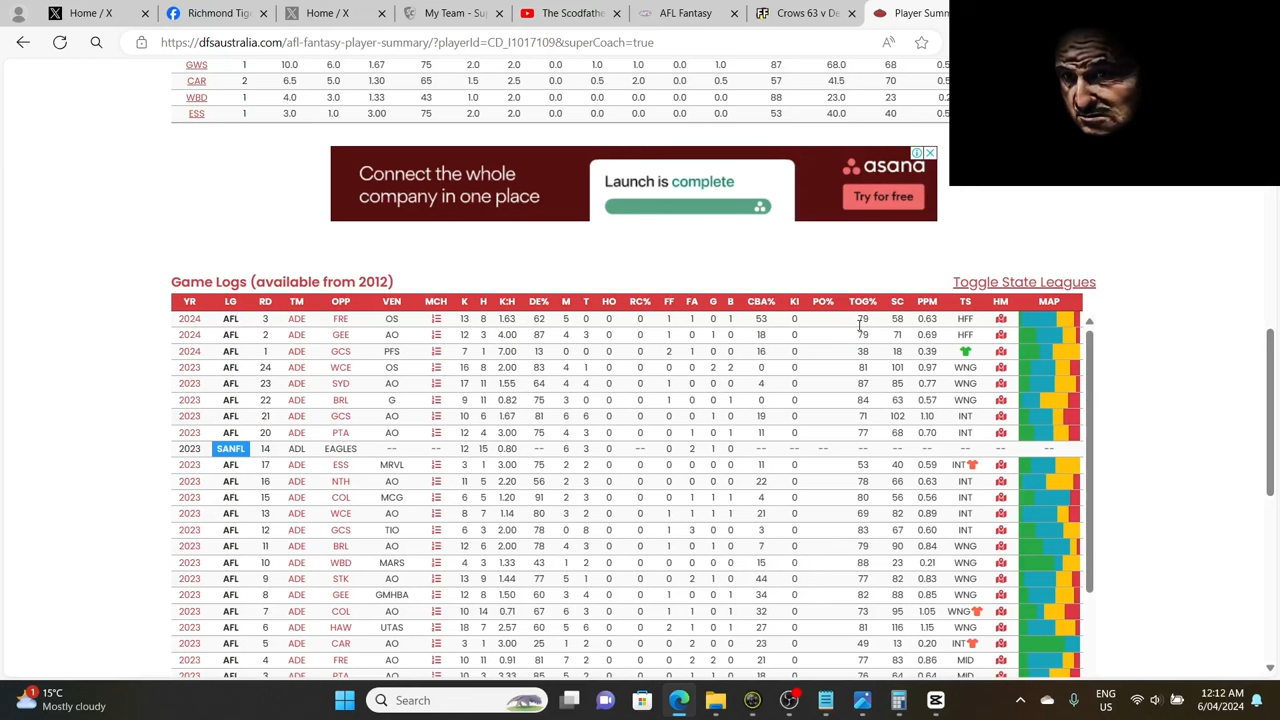 Richmond Tig
Home / X
My Team - Su
The Scodfathe
AFL Fantasy
Crows 63 v De
Player Summ
https://dfsaustralia.com/afl-fantasy-player-summary/?playerId=CD_I1017109&superCoach=true
GWS 1 10.0 6.0 1.67 75 2.0 2.0 0.0 1.0 1.0 0.0 1.0 87 68.0 68 0.5
CAR 2 6.5 5.0 1.30 65 1.5 2.5 0.0 0.5 2.0 0.0 0.5 57 41.5 70 0.5
WBD 1 4.0 3.0 1.33 43 1.0 2.0 0.0 0.0 0.0 0.0 0.0 88 23.0 23 0.2
ESS 1 3.0 1.0 3.00 75 2.0 2.0 0.0 0.0 0.0 0.0 0.0 53 40.0 40 0.5
Connect the whole
company in one place
Launch is complete
asana
Try for free
Game Logs (available from 2012)
Toggle State Leagues
YR LG RD TM OPP VEN MCH K H K:H DE% M T HO RC% FF FA G B CBA% KI PO% TOG% SC PPM TS HM MAP
2024 AFL 3 ADE FRE OS 13 8 1.63 62 5 0 0 0 1 1 0 1 53 0 79 58 0.63 HFF
2024 AFL 2 ADE GEE AO 12 3 4.00 87 4 3 0 0 1 0 1 0 18 0 79 71 0.69 HFF
2024 AFL 1 ADE GCS PFS 7 1 7.00 13 0 0 0 0 2 1 0 0 16 0 38 18 0.39
2023 AFL 24 ADE WCE OS 16 8 2.00 83 4 1 0 0 0 0 2 2 0 0 81 101 0.97 WNG
2023 AFL 23 ADE SYD AO 17 11 1.55 64 4 4 0 0 0 1 0 0 4 0 87 85 0.77 WNG
2023 AFL 22 ADE BRL G 9 11 0.82 75 3 0 0 0 1 0 0 1 0 0 84 63 0.57 WNG
2023 AFL 21 ADE GCS AO 10 6 1.67 81 6 6 0 0 0 0 1 0 19 0 71 102 1.10 INT
2023 AFL 20 ADE PTA AO 12 4 3.00 75 4 3 0 0 0 1 0 1 11 0 77 68 0.70 INT
2023 SANFL 14 ADL EAGLES -- -- 12 15 0.80 -- 6 3 0 -- 0 2 1 0 -- -- -- -- -- -- -- -- --
2023 AFL 17 ADE ESS MRVL 3 1 3.00 75 2 2 0 0 0 0 0 0 11 0 53 40 0.59 INT
2023 AFL 16 ADE NTH AO 11 5 2.20 56 2 3 0 0 1 0 0 0 22 0 78 66 0.63 INT
2023 AFL 15 ADE COL MCG 6 5 1.20 91 2 3 0 0 0 1 1 1 4 0 80 56 0.56 INT
2023 AFL 13 ADE WCE AO 8 7 1.14 80 3 2 0 0 1 1 1 0 21 0 69 82 0.89 INT
2023 AFL 12 ADE GCS TIO 6 3 2.00 78 0 8 0 0 1 3 0 0 3 0 83 67 0.60 INT
2023 AFL 11 ADE BRL AO 12 6 2.00 78 4 3 0 0 1 0 1 0 7 0 79 90 0.84 WNG
2023 AFL 10 ADE WBD MARS 4 3 1.33 43 1 2 0 0 0 0 0 0 15 0 88 23 0.21 WNG
2023 AFL 9 ADE STK AO 13 9 1.44 77 5 1 0 0 0 2 1 0 44 0 77 82 0.83 WNG
2023 AFL 8 ADE GEE GMHBA 12 8 1.50 60 3 4 0 0 1 0 0 1 34 0 82 88 0.85 WNG
2023 AFL 7 ADE COL AO 10 14 0.71 67 6 3 0 0 0 2 0 1 32 0 73 95 1.05 WNG
2023 AFL 6 ADE HAW UTAS 18 7 2.57 60 5 6 0 0 2 1 0 1 27 0 81 116 1.15 WNG
2023 AFL 5 ADE CAR AO 3 1 3.00 25 1 2 0 0 0 2 0 0 23 0 49 13 0.20 INT
2023 AFL 4 ADE FRE AO 10 11 0.91 81 7 2 0 0 0 2 2 0 21 0 77 83 0.86 MID
2023 AFL 3 ADE PTA AO 10 3 3.33 85 5 2 0 0 0 1 0 0 18 0 76 64 0.64 MID
1
15°C
Mostly cloudy
Search
ENG
US
12:12 AM
6/04/2024